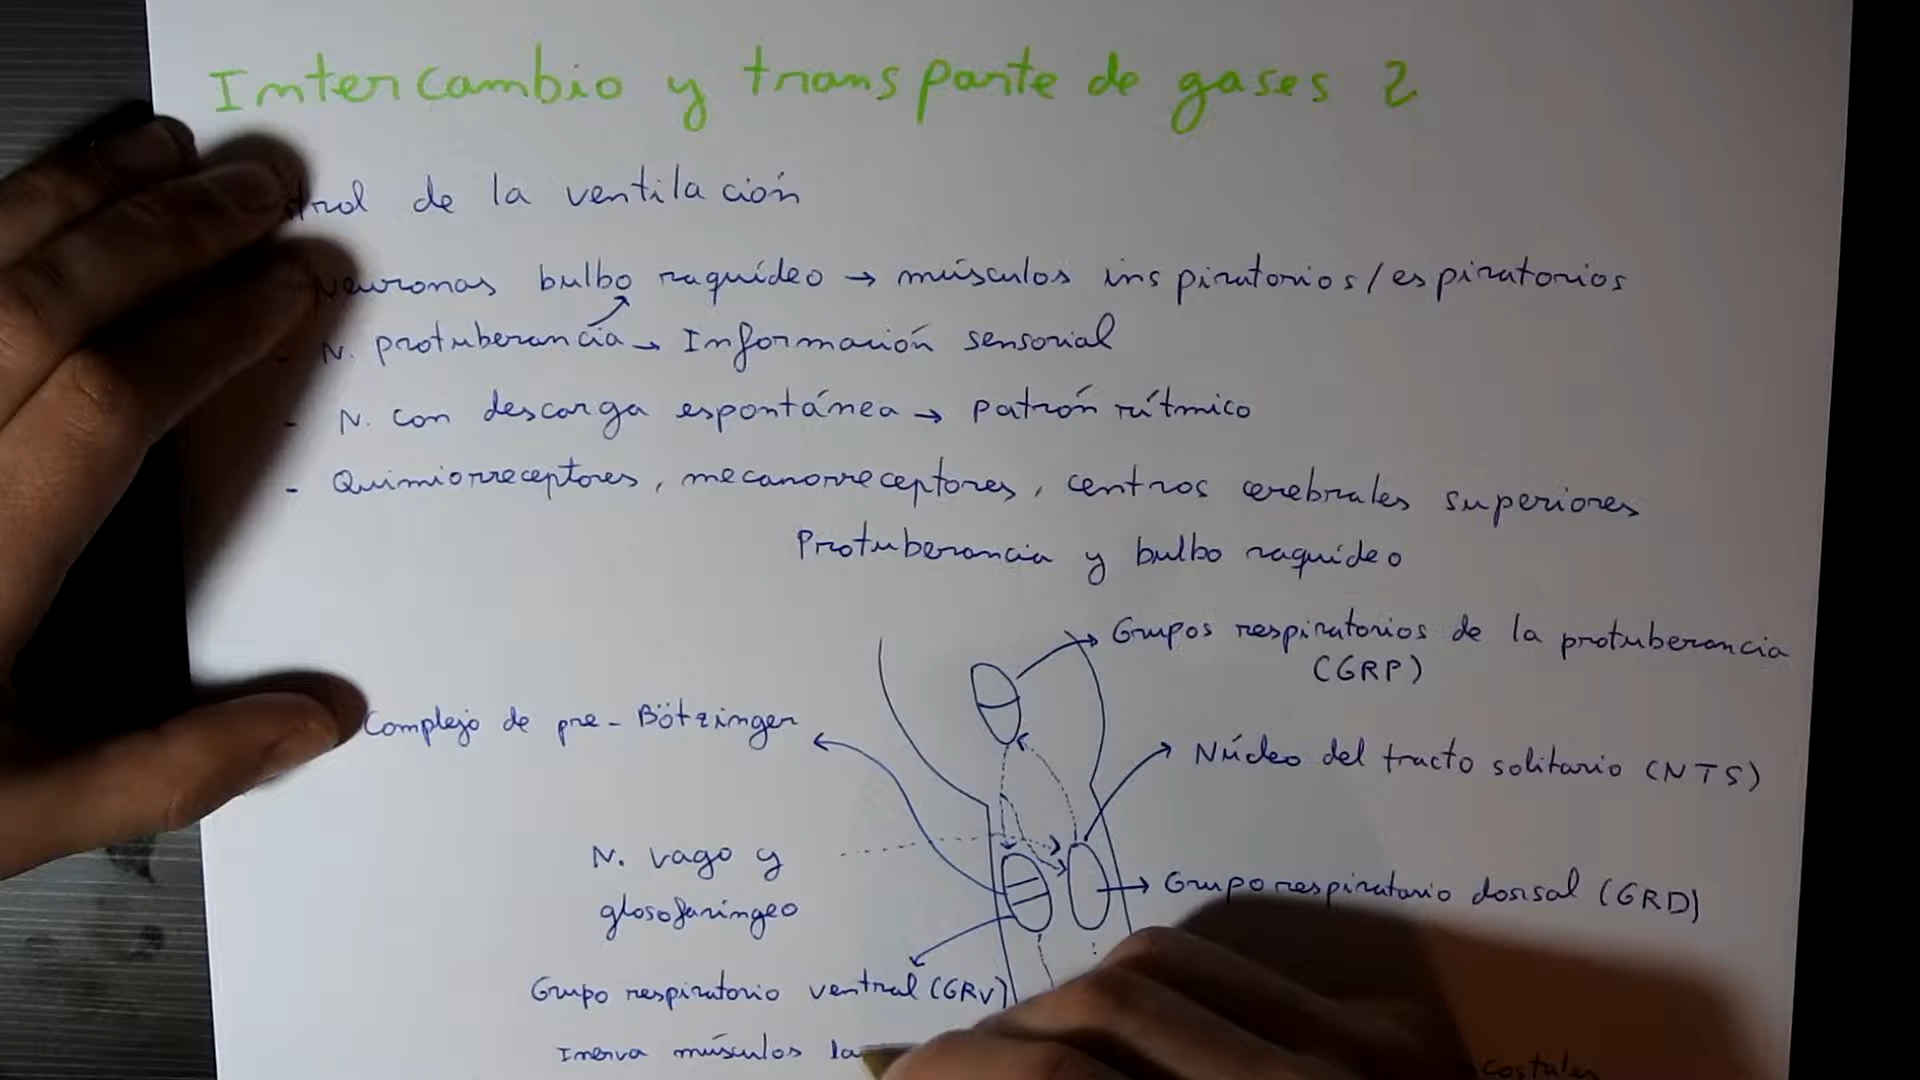 Intercambio y transporte de gases 2
trol de la ventilación
Neuronas bulbo raquídeo → músculos inspiratorios/espiratorios
- N. protuberancia → Información sensorial
- N. con descarga espontánea → patrón rítmico
- Quimiorreceptores, mecanorreceptores, centros cerebrales superiores
Protuberancia y bulbo raquídeo
Grupos respiratorios de la protuberancia
(GRP)
Complejo de pre-Bötzinger
Núcleo del tracto solitario (NTS)
N. vago y
glosofaríngeo
Grupo respiratorio dorsal (GRD)
Grupo respiratorio ventral (GRV)
Inerva músculos la
costales